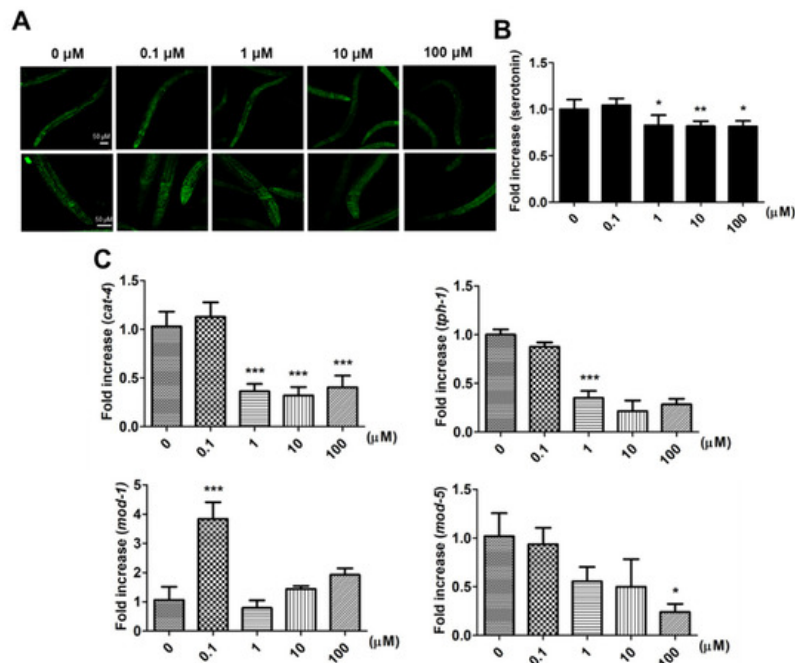 A
0 µM 0.1 µM 1 µM 10 µM 100 µM
50 µM
50 µM
B
Fold increase (serotonin)
1.5
1.0
0.5
0.0
* ** *
0 0.1 1 10 100 (µM)
C
Fold increase (cat-4)
1.5
1.0
0.5
0.0
*** *** ***
0 0.1 1 10 100 (µM)
Fold increase (tph-1)
1.5
1.0
0.5
0.0
***
0 0.1 1 10 100 (µM)
Fold increase (mod-1)
5
4
3
2
1
0
***
0 0.1 1 10 100 (µM)
Fold increase (mod-5)
1.5
1.0
0.5
0.0
*
0 0.1 1 10 100 (µM)